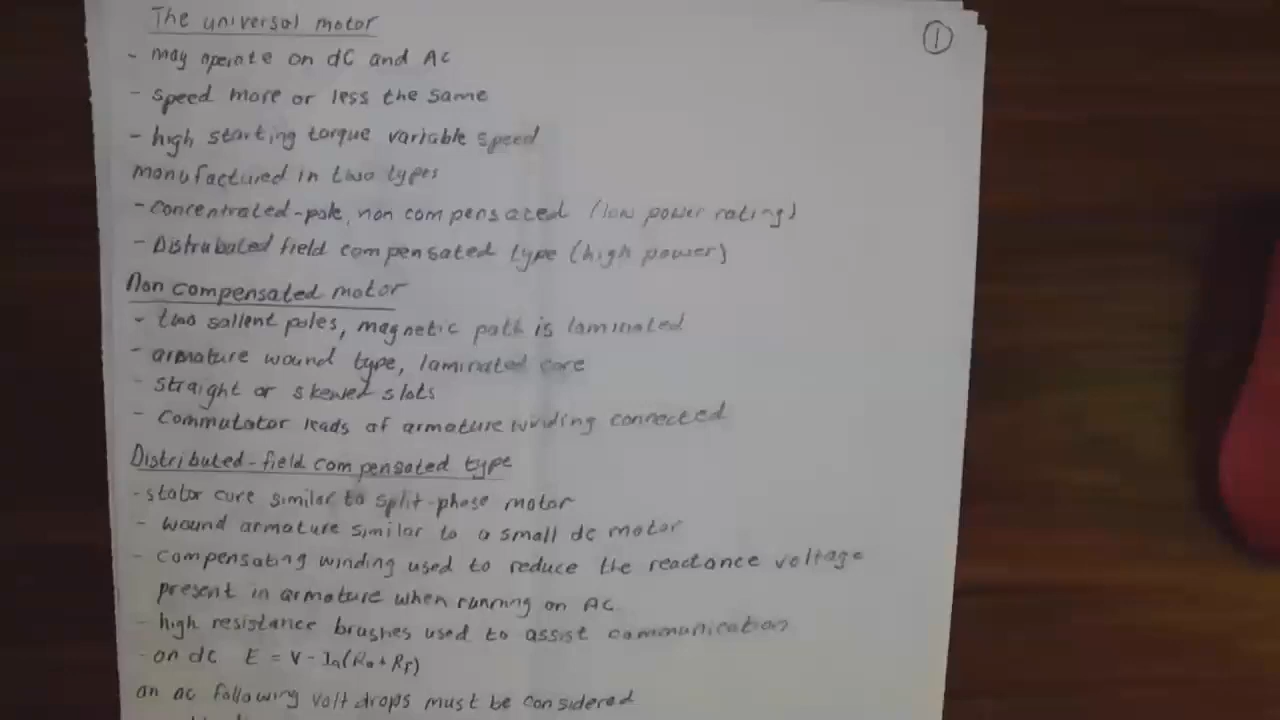 The universal motor
①
- may operate on dC and AC
- speed more or less the same
- high starting torque variable speed
manufactured in two types
- concentrated-pole, non compensated (low power rating)
- Distrubated field compensated type (high power)
Non compensated motor
- two sallent poles, magnetic path is laminated
- armature wound type, laminated core
- straight or skewed slots
- Commutator leads of armature winding connected
Distributed-field compensated type
- stator core similar to split-phase motor
- wound armature similar to a small dc motor
- compensating winding used to reduce the reactance voltage
present in armature when running on AC
- high resistance brushes used to assist communication
- on dc E = V - Ia(Ra + RF)
on ac following volt drops must be considered